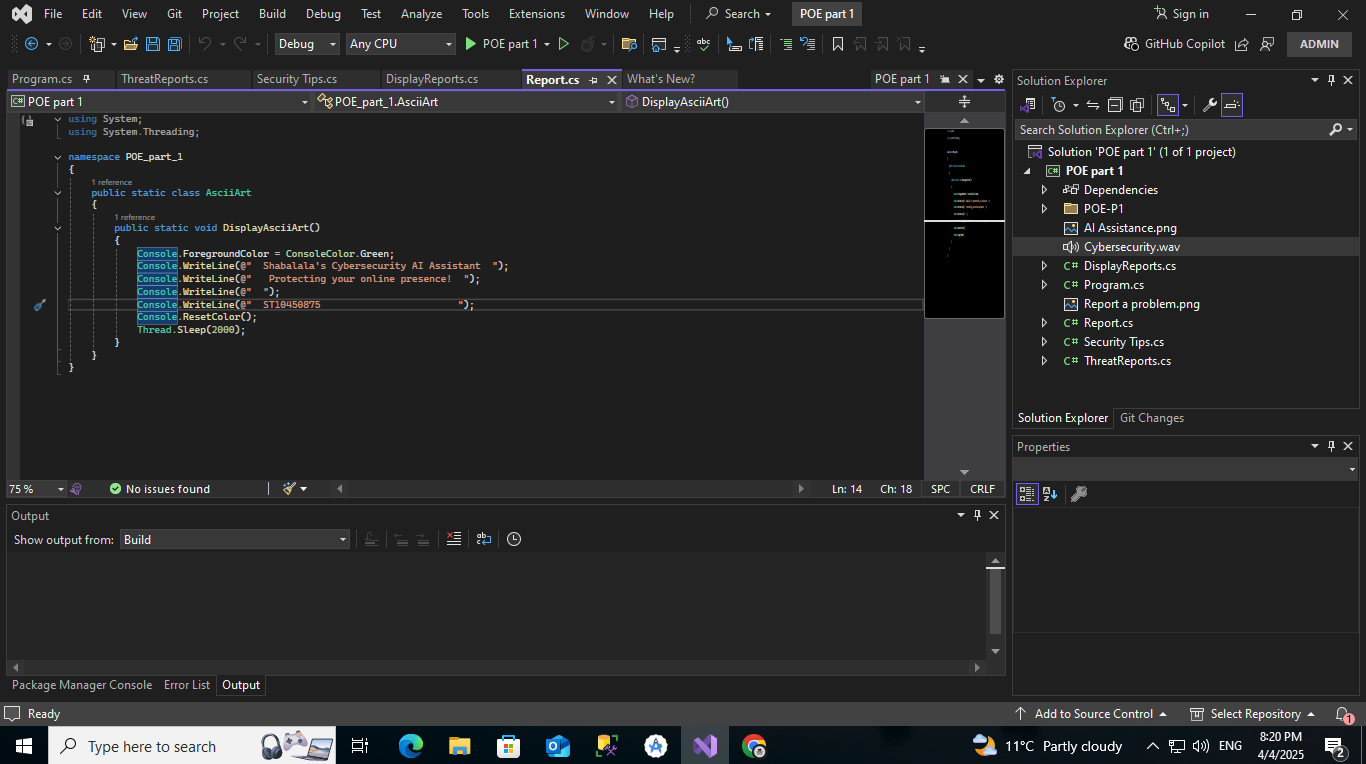 File Edit View Git Project Build Debug Test Analyze Tools Extensions Window Help Search POE part 1 Sign in
Debug Any CPU POE part 1 GitHub Copilot ADMIN
Program.cs ThreatReports.cs Security Tips.cs DisplayReports.cs Report.cs What's New? POE part 1
POE part 1 POE_part_1.AsciiArt DisplayAsciiArt()
using System;
using System.Threading;
namespace POE_part_1
{
1 reference
public static class AsciiArt
{
1 reference
public static void DisplayAsciiArt()
{
Console.ForegroundColor = ConsoleColor.Green;
Console.WriteLine(@"  Shabalala's Cybersecurity AI Assistant  ");
Console.WriteLine(@"   Protecting your online presence!  ");
Console.WriteLine(@"  ");
Console.WriteLine(@"  ST10450875                        ");
Console.ResetColor();
Thread.Sleep(2000);
}
}
}
75 % No issues found Ln: 14 Ch: 18 SPC CRLF
Output
Show output from: Build
Package Manager Console Error List Output
Solution Explorer
Search Solution Explorer (Ctrl+;)
Solution 'POE part 1' (1 of 1 project)
C# POE part 1
Dependencies
POE-P1
AI Assistance.png
Cybersecurity.wav
C# DisplayReports.cs
C# Program.cs
Report a problem.png
C# Report.cs
C# Security Tips.cs
C# ThreatReports.cs
Solution Explorer Git Changes
Properties
Ready Add to Source Control Select Repository 1
Type here to search 11°C Partly cloudy ENG 8:20 PM
4/4/2025 2